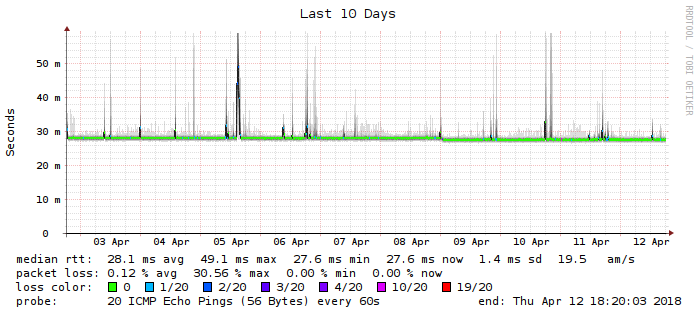 Last 10 Days
RRDTOOL / TOBI OETIKER
Seconds
50 m
40 m
30 m
20 m
10 m
0
03 Apr 04 Apr 05 Apr 06 Apr 07 Apr 08 Apr 09 Apr 10 Apr 11 Apr 12 Apr
median rtt: 28.1 ms avg 49.1 ms max 27.6 ms min 27.6 ms now 1.4 ms sd 19.5 am/s
packet loss: 0.12 % avg 30.56 % max 0.00 % min 0.00 % now
loss color: 0 1/20 2/20 3/20 4/20 10/20 19/20
probe: 20 ICMP Echo Pings (56 Bytes) every 60s end: Thu Apr 12 18:20:03 2018